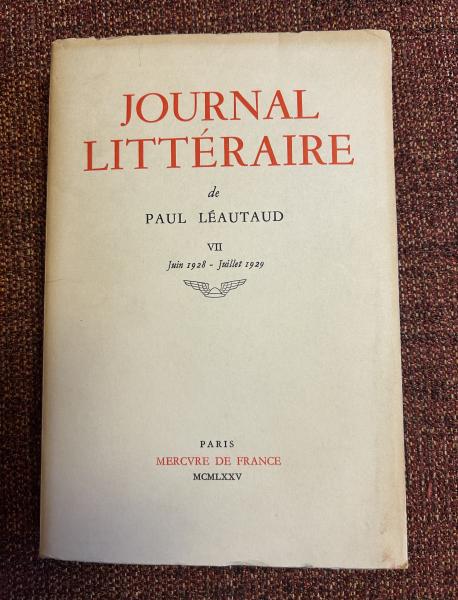 JOURNAL
LITTÉRAIRE
de
PAUL LÉAUTAUD
VII
Juin 1928 - Juillet 1929
PARIS
MERCVRE DE FRANCE
MCMLXXV